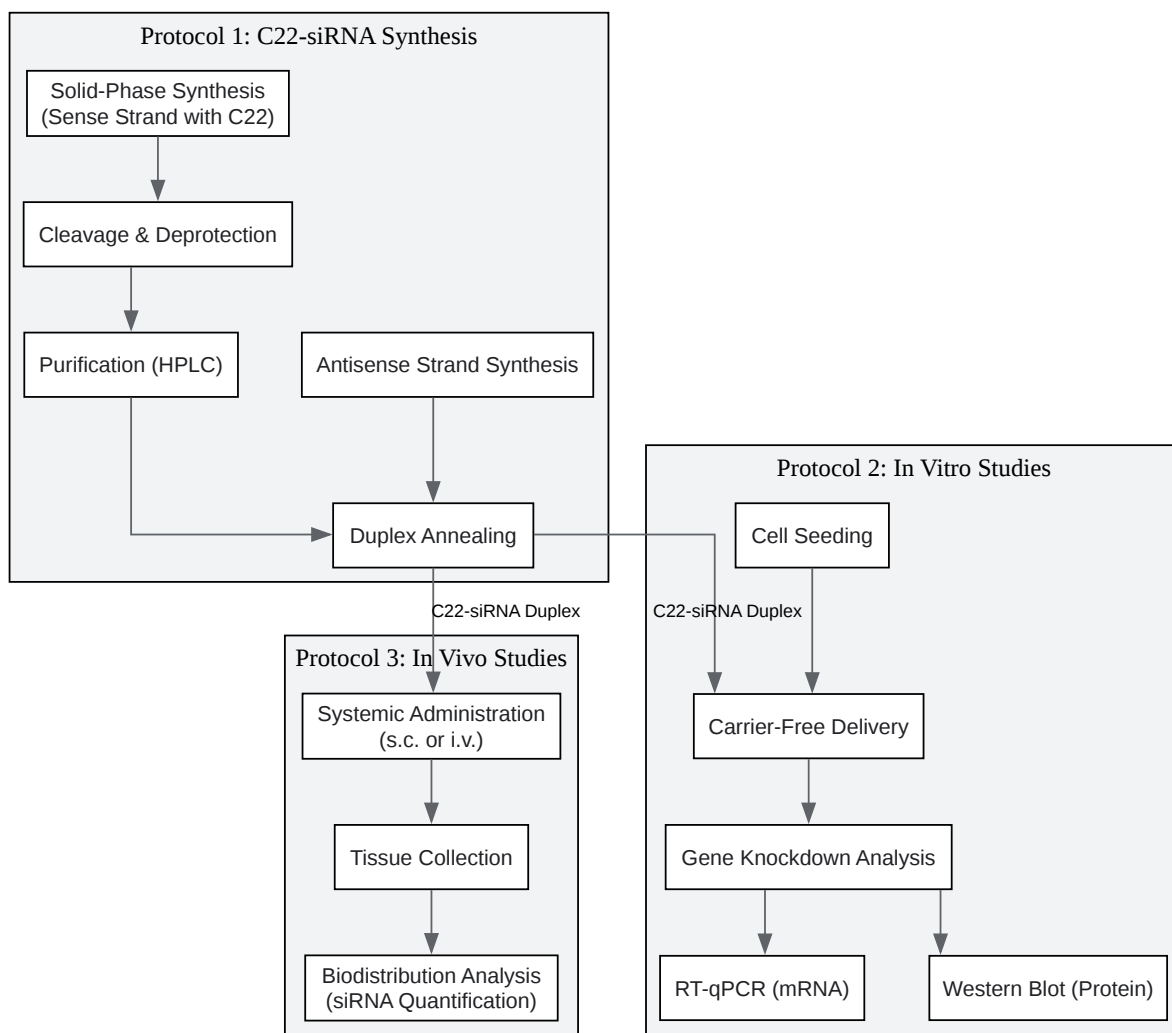 Protocol 1: C22-siRNA Synthesis
Solid-Phase Synthesis
(Sense Strand with C22)
Cleavage & Deprotection
Purification (HPLC)
Antisense Strand Synthesis
Duplex Annealing
C22-siRNA Duplex
C22-siRNA Duplex
Protocol 2: In Vitro Studies
Cell Seeding
Carrier-Free Delivery
Gene Knockdown Analysis
RT-qPCR (mRNA)
Western Blot (Protein)
Protocol 3: In Vivo Studies
Systemic Administration
(s.c. or i.v.)
Tissue Collection
Biodistribution Analysis
(siRNA Quantification)